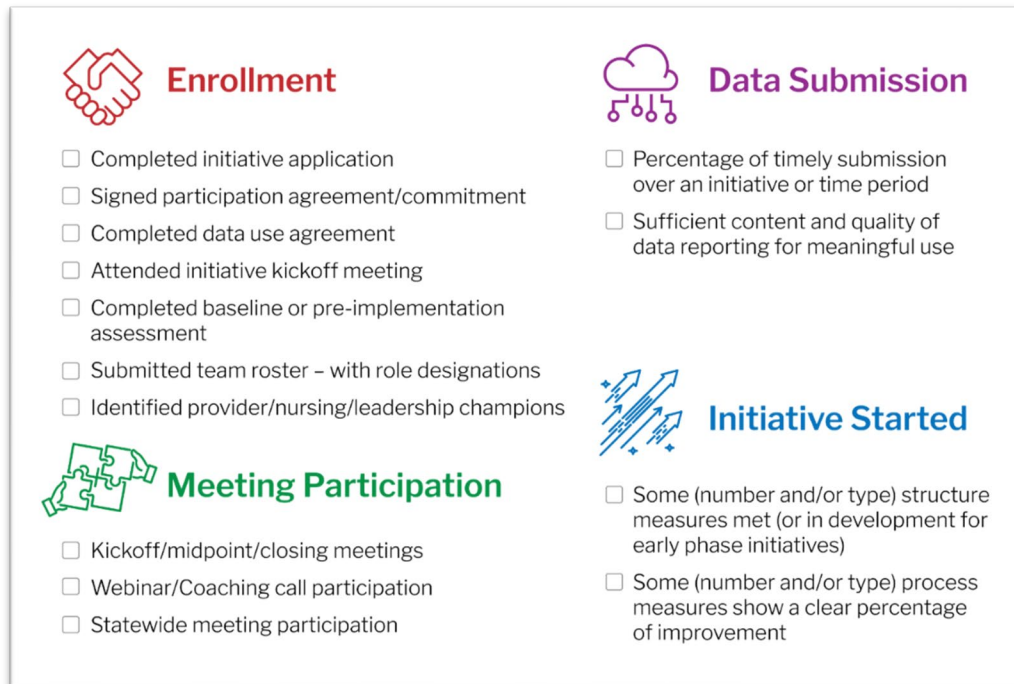 Enrollment
Completed initiative application
Signed participation agreement/commitment
Completed data use agreement
Attended initiative kickoff meeting
Completed baseline or pre-implementation
assessment
Submitted team roster – with role designations
Identified provider/nursing/leadership champions
Meeting Participation
Kickoff/midpoint/closing meetings
Webinar/Coaching call participation
Statewide meeting participation
Data Submission
Percentage of timely submission
over an initiative or time period
Sufficient content and quality of
data reporting for meaningful use
Initiative Started
Some (number and/or type) structure
measures met (or in development for
early phase initiatives)
Some (number and/or type) process
measures show a clear percentage
of improvement